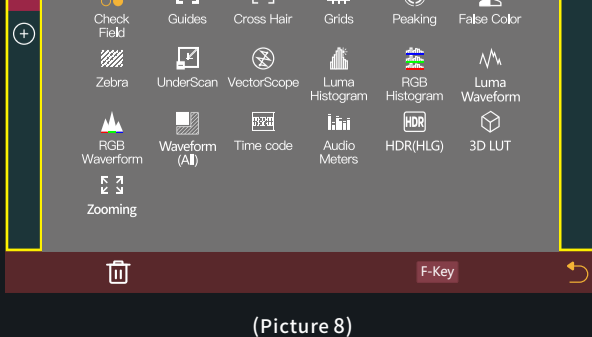 Check Field
Guides
Cross Hair
Grids
Peaking
False Color
Zebra
UnderScan
VectorScope
Luma Histogram
RGB Histogram
Luma Waveform
RGB Waverform
Waveform (All)
Time code
Audio Meters
HDR
HDR(HLG)
3D LUT
Zooming
F-Key
(Picture 8)